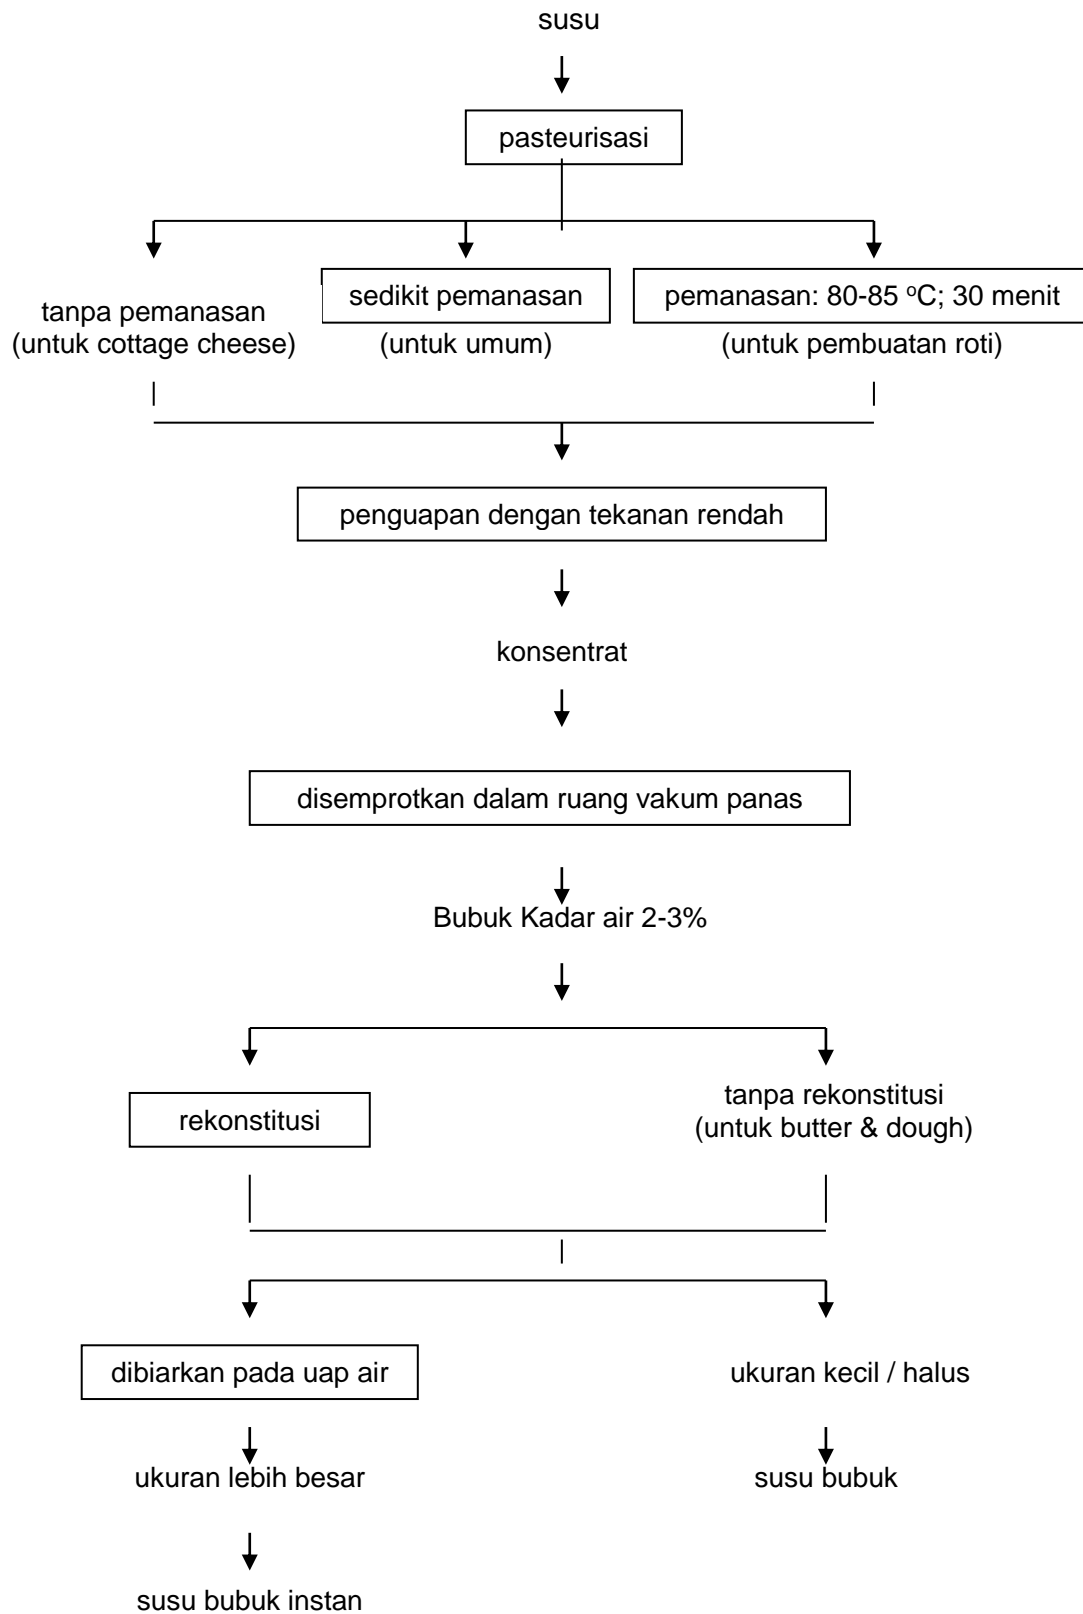 susu
pasteurisasi
tanpa pemanasan
(untuk cottage cheese)
sedikit pemanasan
(untuk umum)
pemanasan: 80-85 °C; 30 menit
(untuk pembuatan roti)
penguapan dengan tekanan rendah
konsentrat
disemprotkan dalam ruang vakum panas
Bubuk Kadar air 2-3%
rekonstitusi
tanpa rekonstitusi
(untuk butter & dough)
dibiarkan pada uap air
ukuran kecil / halus
ukuran lebih besar
susu bubuk
susu bubuk instan